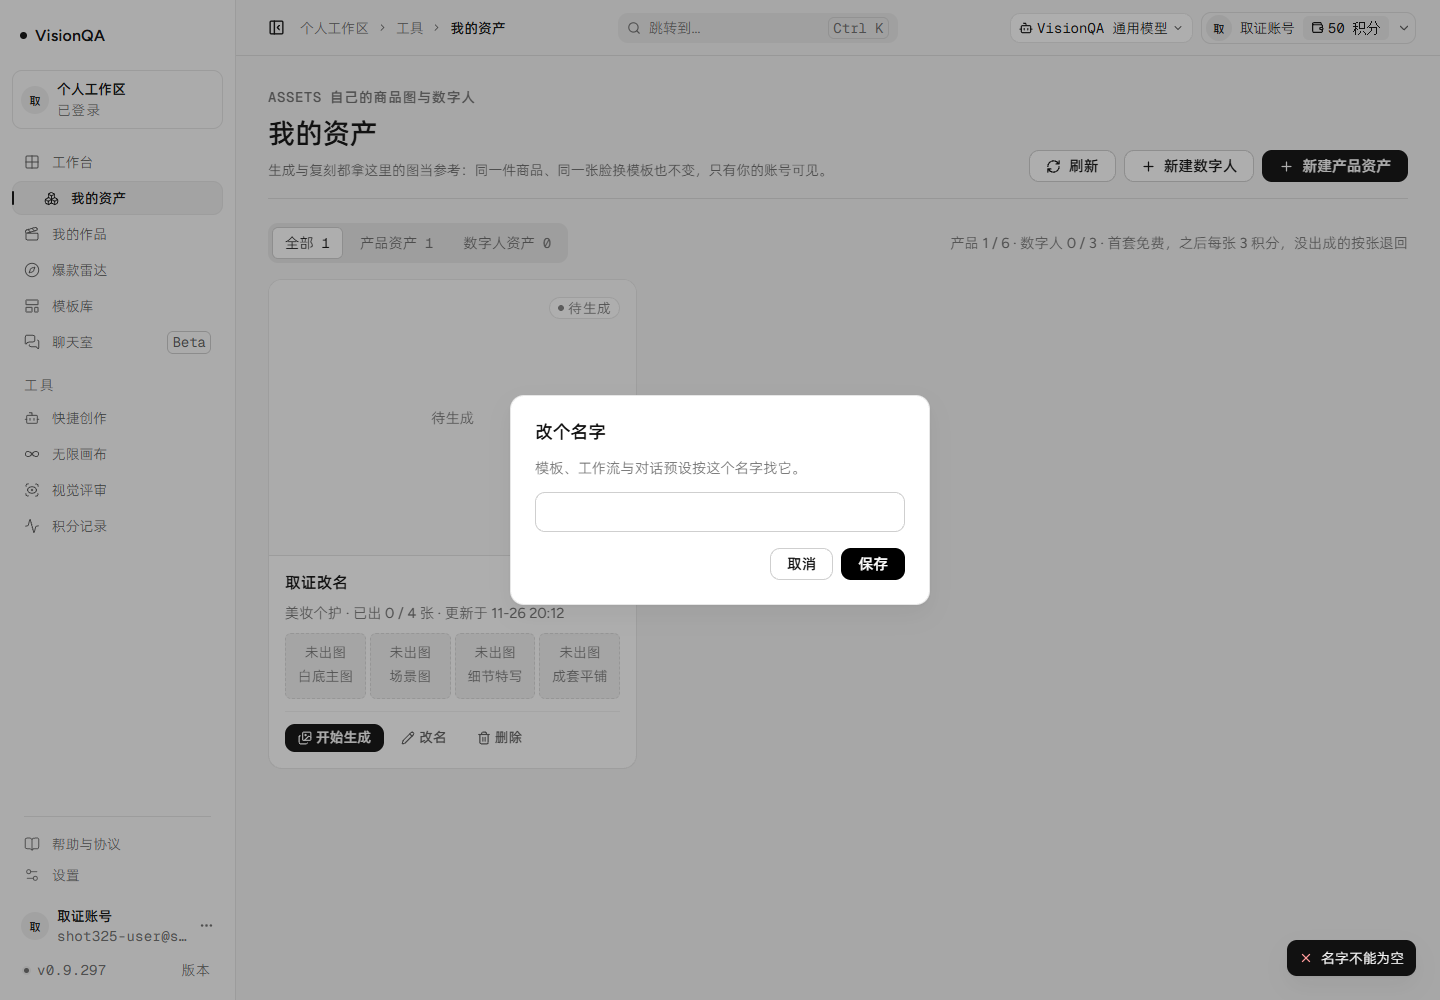 VisionQA
取
个人工作区
已登录
工作台
我的资产
我的作品
爆款雷达
模板库
聊天室 Beta
工具
快捷创作
无限画布
视觉评审
积分记录
帮助与协议
设置
取
取证账号
shot325-user@s…
v0.9.297 版本
个人工作区 › 工具 › 我的资产
跳转到… Ctrl K
VisionQA 通用模型
取 取证账号 50 积分
ASSETS 自己的商品图与数字人
我的资产
生成与复刻都拿这里的图当参考：同一件商品、同一张脸换模板也不变，只有你的账号可见。
刷新 新建数字人 新建产品资产
全部 1 产品资产 1 数字人资产 0
产品 1 / 6 · 数字人 0 / 3 · 首套免费，之后每张 3 积分，没出成的按张退回
待生成
待生成
取证改名
美妆个护 · 已出 0 / 4 张 · 更新于 11-26 20:12
未出图 未出图 未出图 未出图
白底主图 场景图 细节特写 成套平铺
开始生成 改名 删除
改个名字
模板、工作流与对话预设按这个名字找它。
取消 保存
名字不能为空